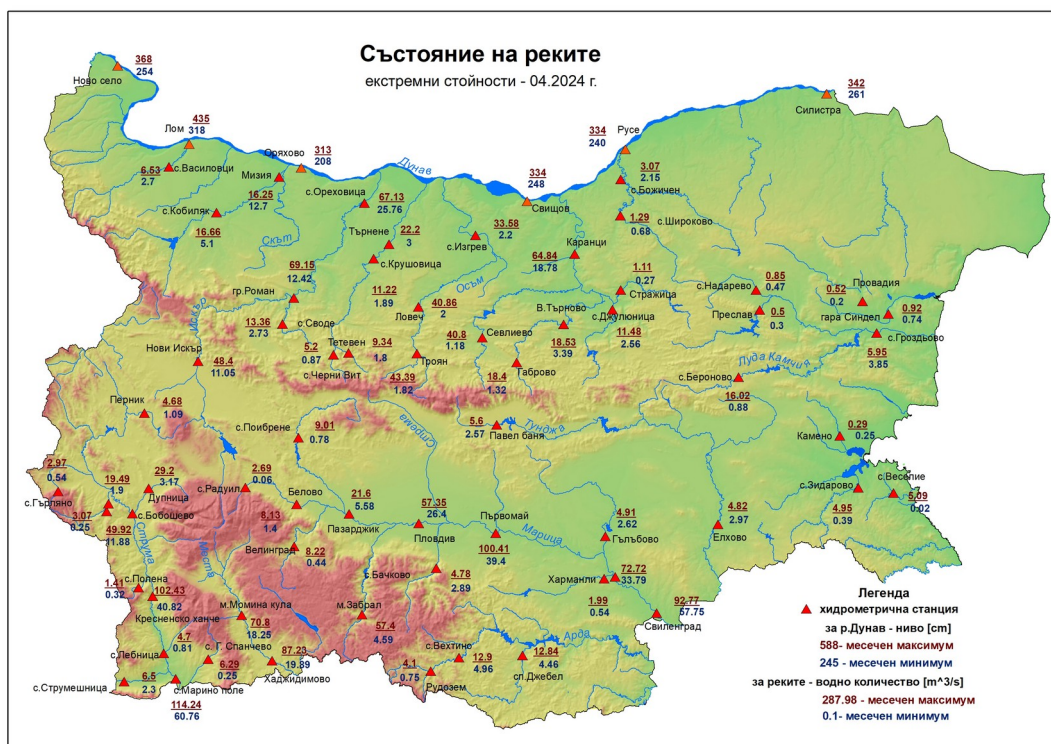 Състояние на реките
екстремни стойности - 04.2024 г.
368
254
Ново село
342
261
Силистра
435
318
Лом
334
240
Русе
313
208
Оряхово
Дунав
334
248
Свищов
6.53
2.7
с.Василовци
Мизия
16.25
12.7
с.Ореховица
67.13
25.76
3.07
2.15
с.Божичен
с.Кобиляк
16.66
5.1
Скът
Търнене
22.2
3
с.Крушовица
33.58
2.2
с.Изгрев
Каранци
64.84
18.78
1.29
0.68
с.Широково
69.15
12.42
гр.Роман
11.22
1.89
Осъм
40.86
2
Ловеч
1.11
0.27
Стражица
0.85
0.47
с.Надарево
0.52
0.2
Провадия
Искър
13.36
2.73
с.Своде
В.Търново
18.53
3.39
с.Джулюница
11.48
2.56
Преслав
0.5
0.3
гара Синдел
0.92
0.74
с.Гроздьово
5.95
3.85
Нови Искър
48.4
11.05
5.2
0.87
с.Черни Вит
Тетевен
9.34
1.8
Троян
43.39
1.82
Севлиево
40.8
1.18
18.4
1.32
Габрово
Луда Камчия
с.Бероново
16.02
0.88
Перник
4.68
1.09
с.Поибрене
9.01
0.78
Стряма
5.6
2.57
Павел баня
Тунджа
Камено
0.29
0.25
2.97
0.54
с.Гърляно
19.49
1.9
29.2
3.17
Дупница
с.Радуил
2.69
0.06
Белово
8.13
1.4
21.6
5.58
Пазарджик
57.35
26.4
Пловдив
Първомай
100.41
39.4
Марица
4.91
2.62
Гълъбово
4.82
2.97
Елхово
с.Зидарово
4.95
0.39
с.Веселие
5.09
0.02
3.07
0.25
с.Бобошево
49.92
11.88
Струма
Места
Велинград
8.22
0.44
с.Бачково
4.78
2.89
Харманли
72.72
33.79
1.99
0.54
92.77
57.75
Свиленград
1.41
0.32
с.Полена
102.43
40.82
Кресненско ханче
м.Момина кула
70.8
18.25
м.Забрал
57.4
4.59
Арда
4.7
0.81
с.Лебница
с. Г. Спанчево
6.29
0.25
87.23
19.89
Хаджидимово
с.Вехтино
12.9
4.96
12.84
4.46
сп.Джебел
4.1
0.75
Рудозем
с.Струмешница
6.5
2.3
с.Марино поле
114.24
60.76
Легенда
хидрометрична станция
за р.Дунав - ниво [cm]
588- месечен максимум
245 - месечен минимум
за реките - водно количество [m^3/s]
287.98 - месечен максимум
0.1- месечен минимум